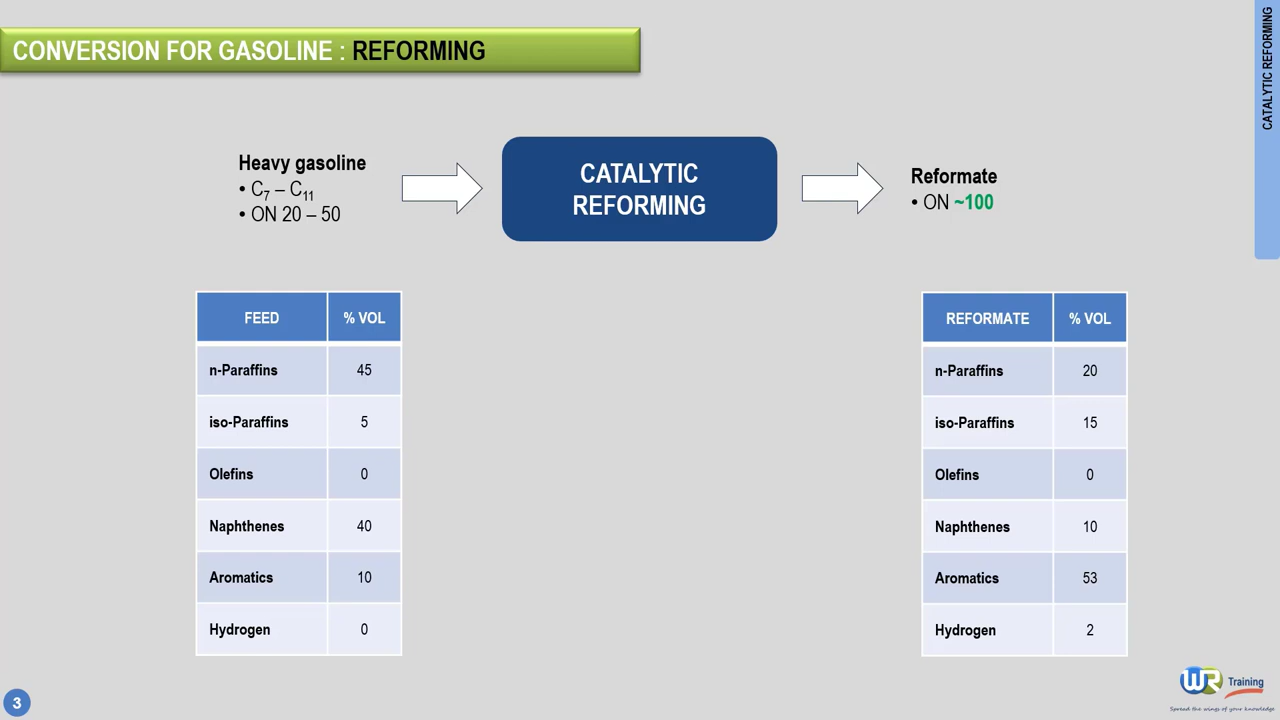 CONVERSION FOR GASOLINE : REFORMING
CATALYTIC REFORMING
Heavy gasoline
• C7 – C11
• ON 20 – 50
CATALYTIC
REFORMING
Reformate
• ON ~100
FEED % VOL
n-Paraffins 45
iso-Paraffins 5
Olefins 0
Naphthenes 40
Aromatics 10
Hydrogen 0
REFORMATE % VOL
n-Paraffins 20
iso-Paraffins 15
Olefins 0
Naphthenes 10
Aromatics 53
Hydrogen 2
3
WR Training
Spread the wings of your knowledge